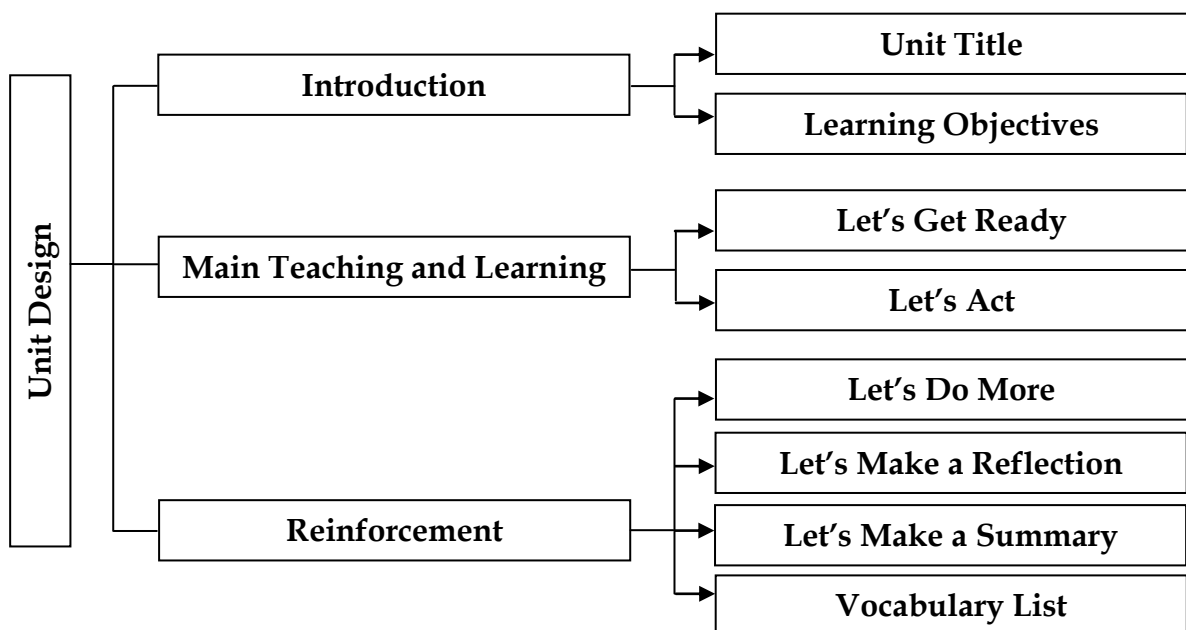 Unit Design
Introduction
Unit Title
Learning Objectives
Main Teaching and Learning
Let’s Get Ready
Let’s Act
Reinforcement
Let’s Do More
Let’s Make a Reflection
Let’s Make a Summary
Vocabulary List